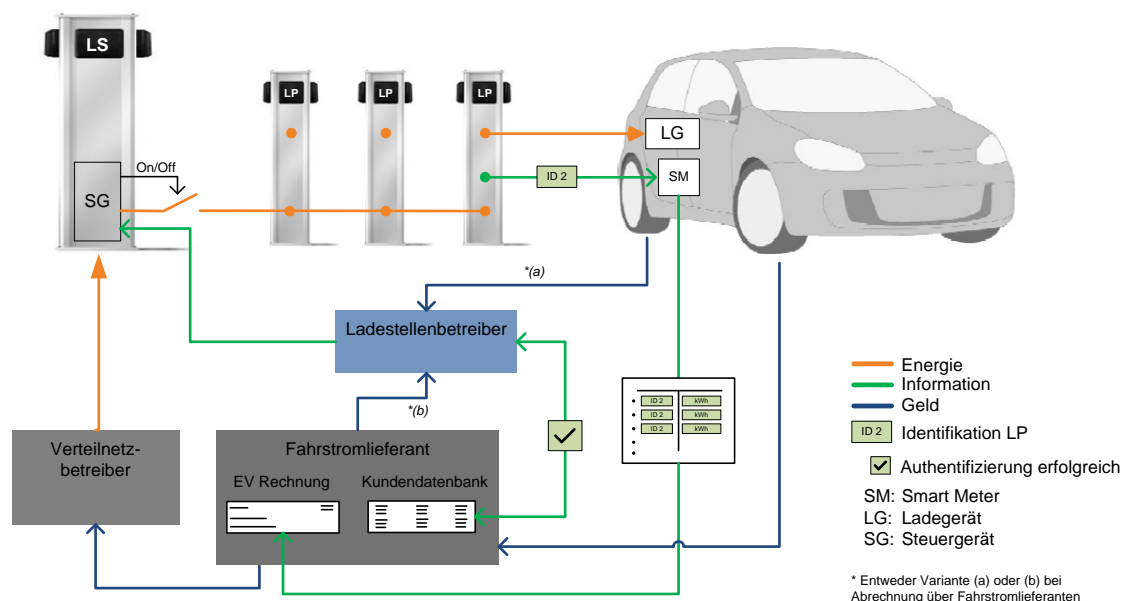 LS
LP
LP
LP
On/Off
SG
LG
SM
ID 2
*(a)
Ladestellenbetreiber
*(b)
Verteilnetz-
betreiber
Fahrstromlieferant
EV Rechnung
Kundendatenbank
ID 2 kWh
ID 2 kWh
ID 2 kWh
Energie
Information
Geld
ID 2 Identifikation LP
Authentifizierung erfolgreich
SM: Smart Meter
LG: Ladegerät
SG: Steuergerät
* Entweder Variante (a) oder (b) bei
Abrechnung über Fahrstromlieferanten